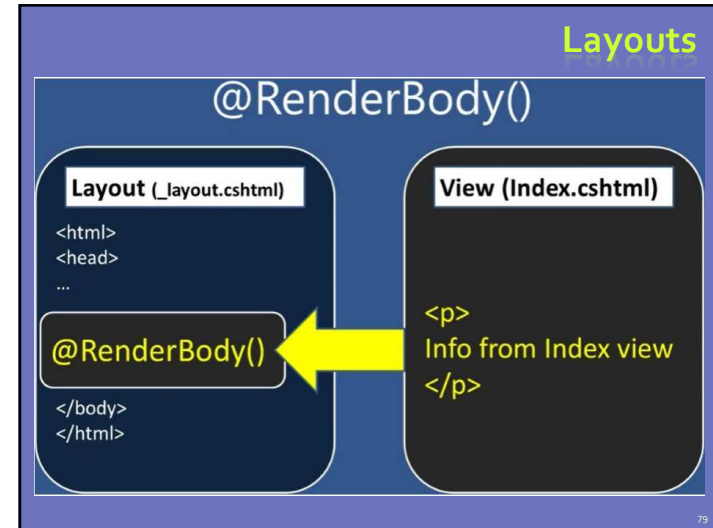 Layouts
@RenderBody()
Layout (_layout.cshtml)
<html>
<head>
...
@RenderBody()
</body>
</html>
View (Index.cshtml)
<p>
Info from Index view
</p>
79